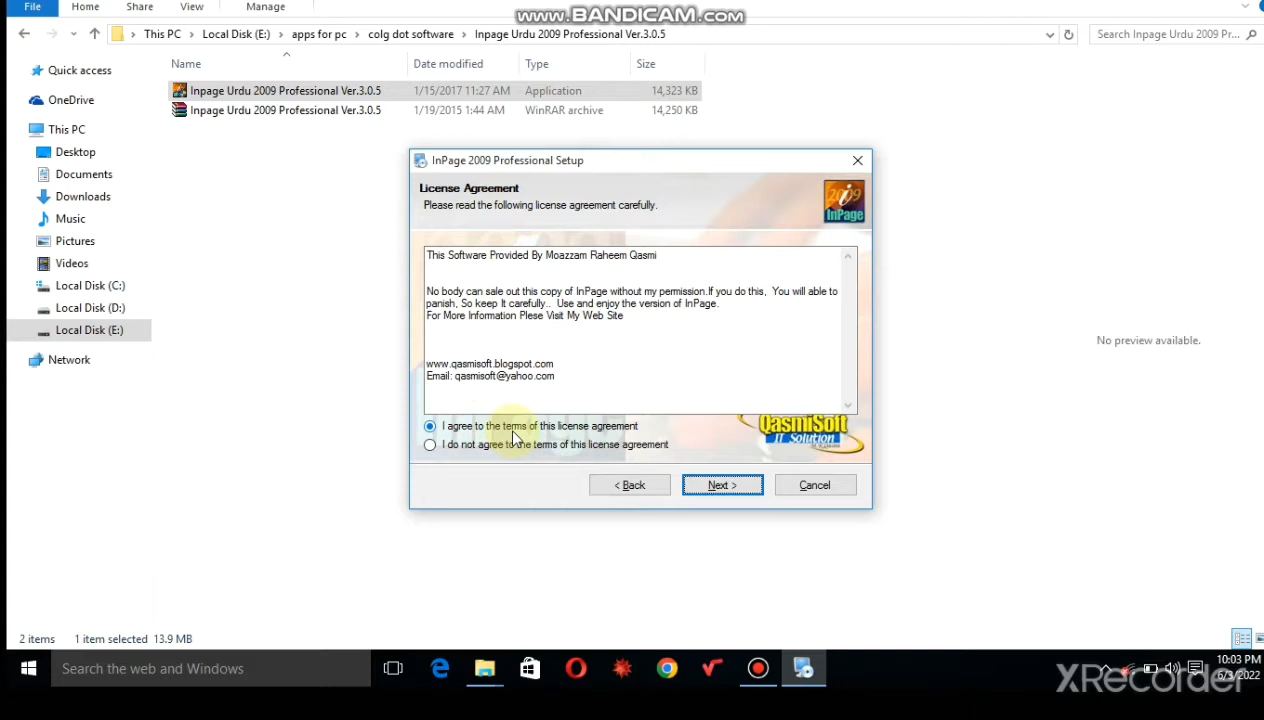 www.BANDICAM.com
File Home Share View Manage
This PC > Local Disk (E:) > apps for pc > colg dot software > Inpage Urdu 2009 Professional Ver.3.0.5
Search Inpage Urdu 2009 Pr...
Name Date modified Type Size
Quick access
OneDrive
This PC
Desktop
Documents
Downloads
Music
Pictures
Videos
Local Disk (C:)
Local Disk (D:)
Local Disk (E:)
Network
Inpage Urdu 2009 Professional Ver.3.0.5 1/15/2017 11:27 AM Application 14,323 KB
Inpage Urdu 2009 Professional Ver.3.0.5 1/19/2015 1:44 AM WinRAR archive 14,250 KB
InPage 2009 Professional Setup
License Agreement
Please read the following license agreement carefully.
2009
InPage
This Software Provided By Moazzam Raheem Qasmi
No body can sale out this copy of InPage without my permission.If you do this, You will able to
panish, So keep It carefully.. Use and enjoy the version of InPage.
For More Information Plese Visit My Web Site
www.qasmisoft.blogspot.com
Email: qasmisoft@yahoo.com
I agree to the terms of this license agreement
I do not agree to the terms of this license agreement
QasmiSoft
IT Solution
< Back Next > Cancel
No preview available.
2 items 1 item selected 13.9 MB
Search the web and Windows
10:03 PM
6/3/2022
XRecorder